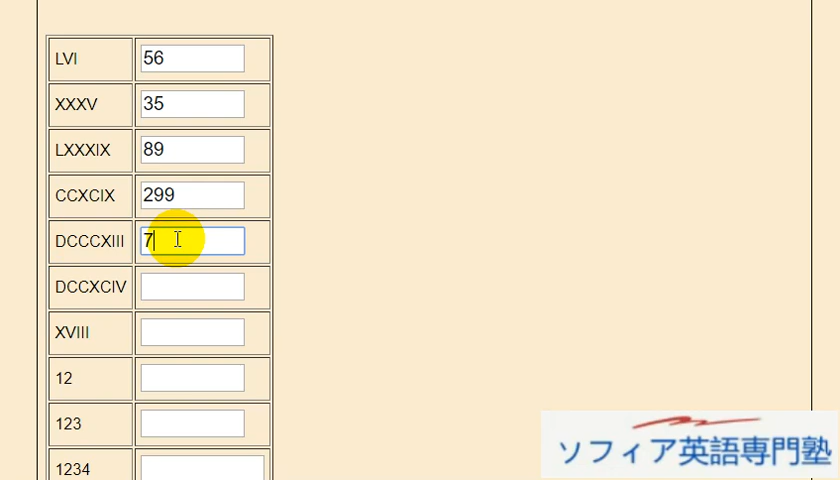 LVI 56
XXXV 35
LXXXIX 89
CCXCIX 299
DCCCXIII 7
DCCXCIV
XVIII
12
123
1234
ソフィア英語専門塾